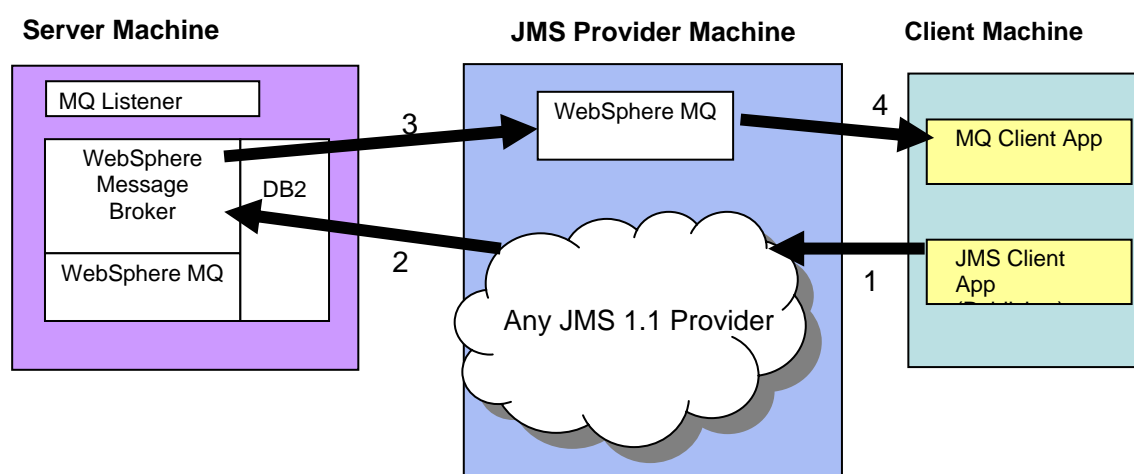 Server Machine
JMS Provider Machine
Client Machine
MQ Listener
WebSphere
Message
Broker
DB2
WebSphere MQ
3
2
WebSphere MQ
Any JMS 1.1 Provider
4
1
MQ Client App
JMS Client
App